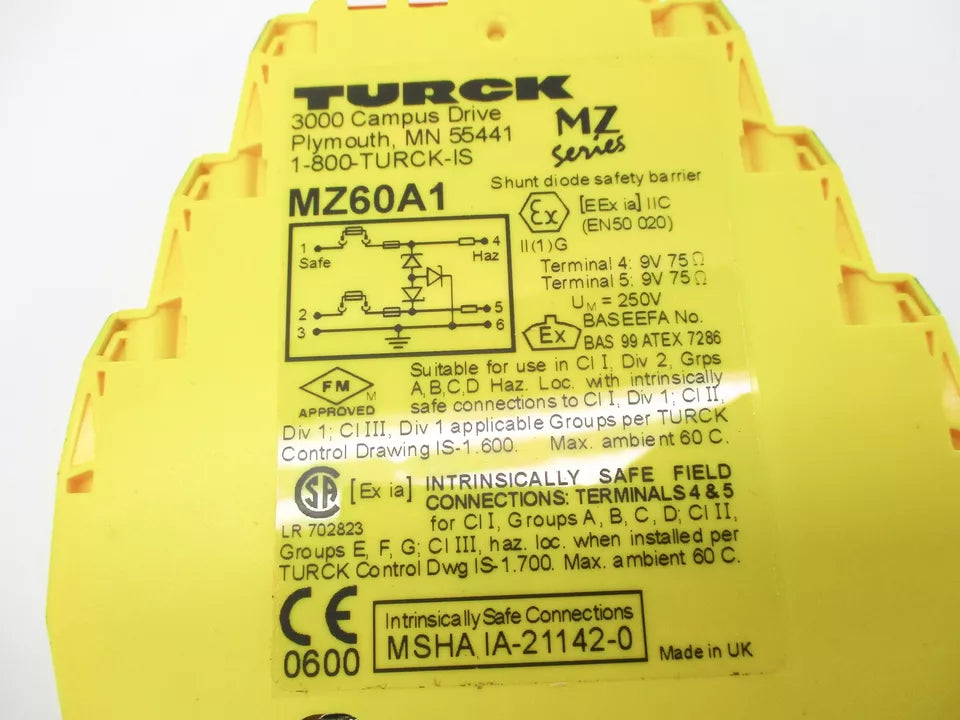 TURCK
3000 Campus Drive
Plymouth, MN 55441
1-800-TURCK-IS
MZ
series
MZ60A1
Shunt diode safety barrier
Ex
[EEx ia] IIC
(EN50 020)
II(1)G
1
Safe
4
Haz
2
5
3
6
Terminal 4: 9V 75Ω
Terminal 5: 9V 75Ω
UM = 250V
Ex
BASEEFA No.
BAS 99 ATEX 7286
FM
M
APPROVED
Suitable for use in Cl I, Div 2, Grps
A,B,C,D Haz. Loc. with intrinsically
safe connections to Cl I, Div 1; Cl II,
Div 1; Cl III, Div 1 applicable Groups per TURCK
Control Drawing IS-1.600. Max. ambient 60 C.
SA
LR 702823
[Ex ia]
INTRINSICALLY SAFE FIELD
CONNECTIONS: TERMINALS 4 & 5
for Cl I, Groups A, B, C, D; Cl II,
Groups E, F, G; Cl III, haz. loc. when installed per
TURCK Control Dwg IS-1.700. Max. ambient 60 C.
CE
0600
Intrinsically Safe Connections
MSHA IA-21142-0
Made in UK